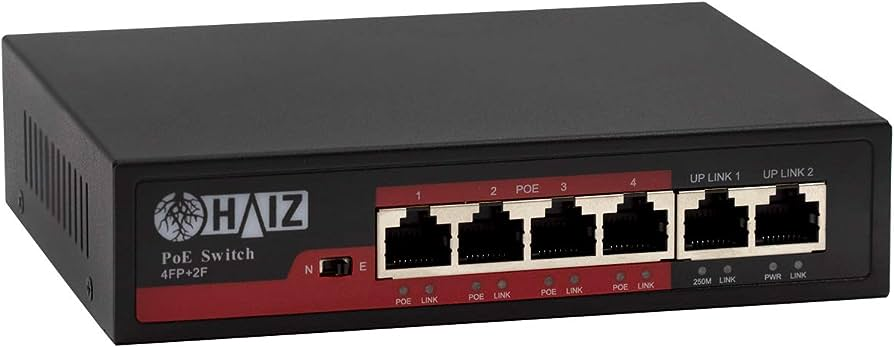 HAIZ
PoE Switch
4FP+2F
N E
1 2 POE 3 4
UP LINK 1 UP LINK 2
POE LINK POE LINK POE LINK POE LINK
250M LINK PWR LINK